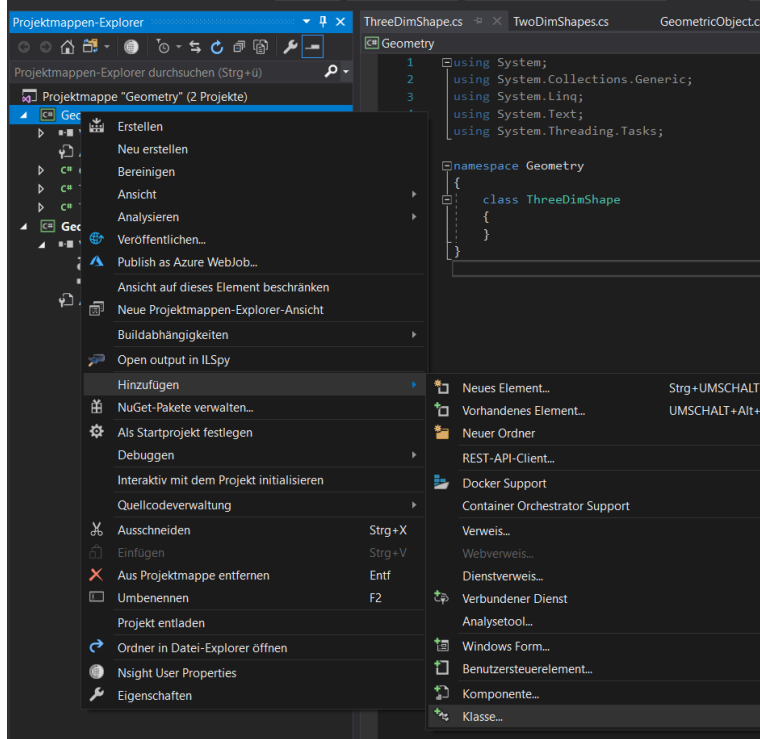 Projektmappen-Explorer
Projektmappen-Explorer durchsuchen (Strg+ü)
Projektmappe "Geometry" (2 Projekte)
Erstellen
Neu erstellen
Bereinigen
Ansicht
Analysieren
Veröffentlichen...
Publish as Azure WebJob...
Ansicht auf dieses Element beschränken
Neue Projektmappen-Explorer-Ansicht
Buildabhängigkeiten
Open output in ILSpy
Hinzufügen
NuGet-Pakete verwalten...
Als Startprojekt festlegen
Debuggen
Interaktiv mit dem Projekt initialisieren
Quellcodeverwaltung
Ausschneiden Strg+X
Einfügen Strg+V
Aus Projektmappe entfernen Entf
Umbenennen F2
Projekt entladen
Ordner in Datei-Explorer öffnen
Nsight User Properties
Eigenschaften
ThreeDimShape.cs TwoDimShapes.cs GeometricObject.c
C# Geometry
1 using System;
2 using System.Collections.Generic;
3 using System.Linq;
using System.Text;
using System.Threading.Tasks;
namespace Geometry
{
class ThreeDimShape
{
}
}
Neues Element... Strg+UMSCHALT
Vorhandenes Element... UMSCHALT+Alt+
Neuer Ordner
REST-API-Client...
Docker Support
Container Orchestrator Support
Verweis...
Webverweis...
Dienstverweis...
Verbundener Dienst
Analysetool...
Windows Form...
Benutzersteuerelement...
Komponente...
Klasse...